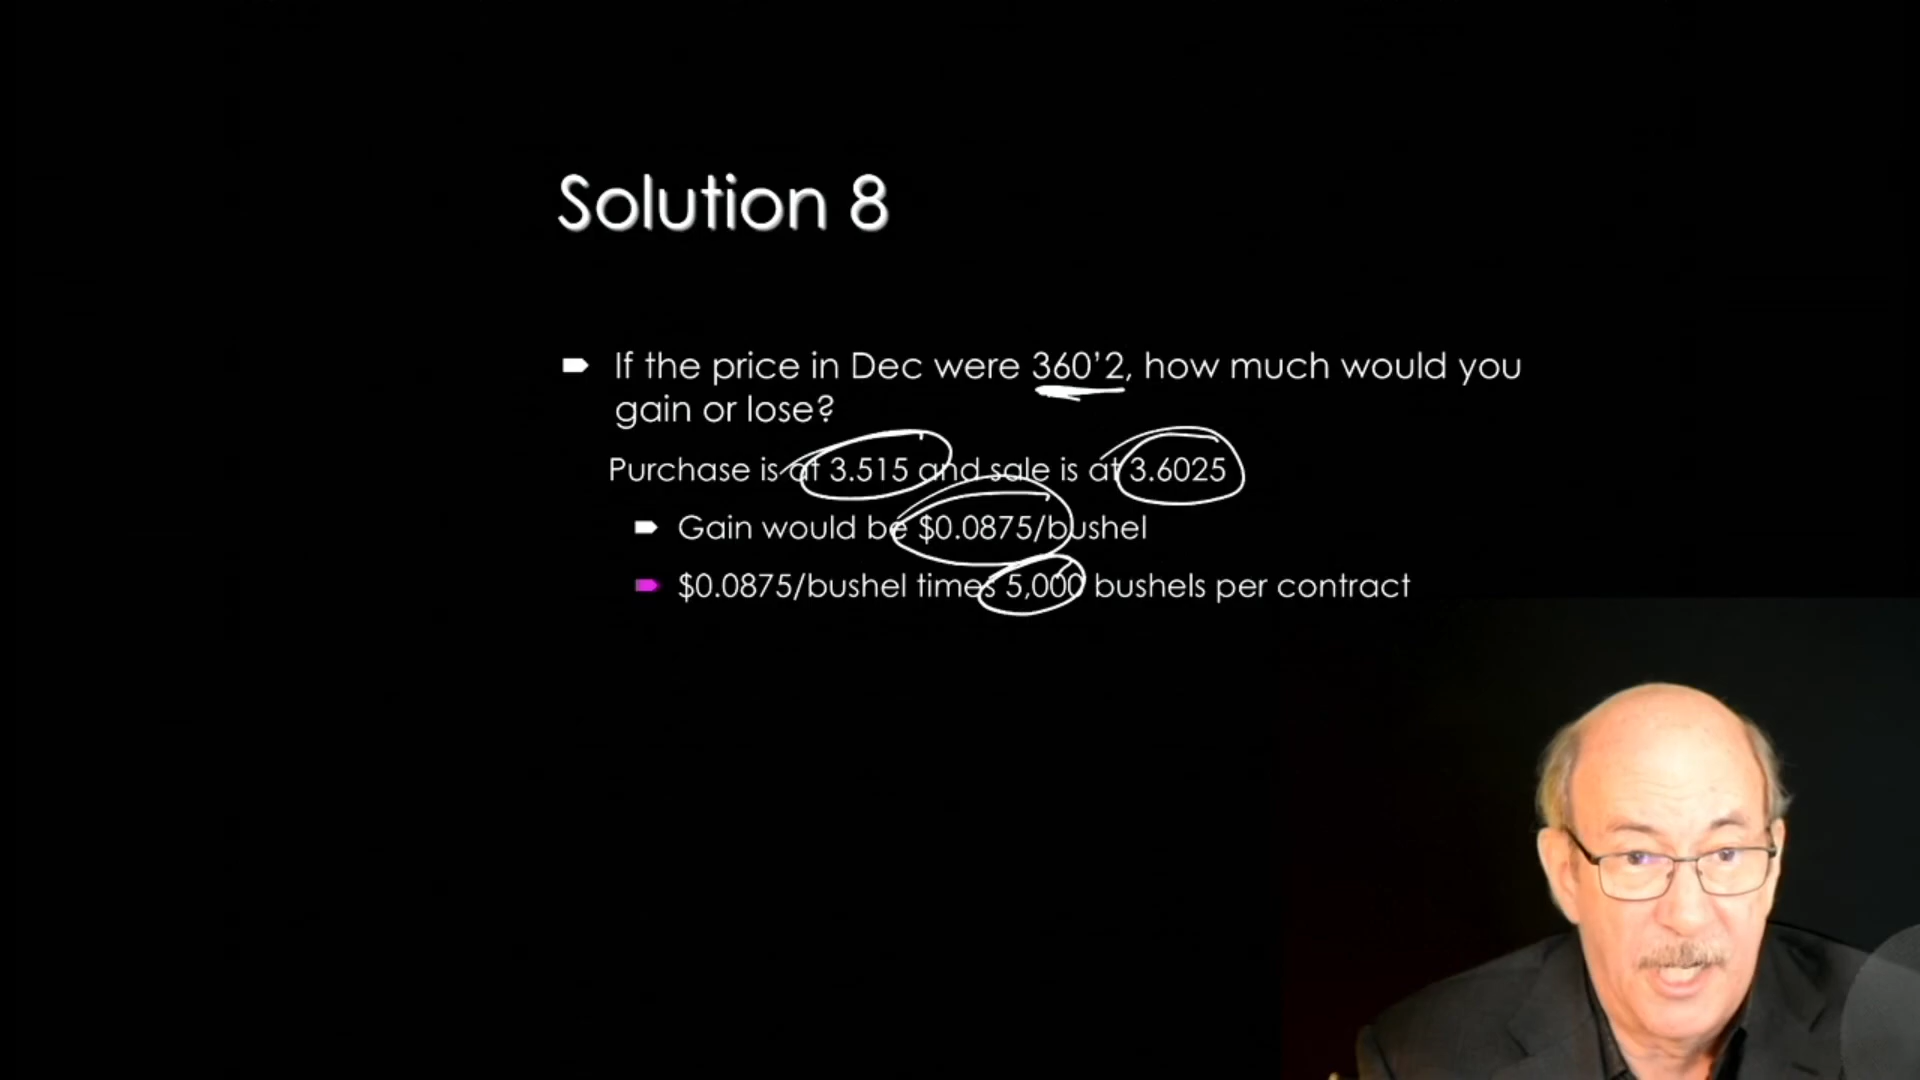 Solution 8
If the price in Dec were 360'2, how much would you
gain or lose?
Purchase is at 3.515 and sale is at 3.6025
Gain would be $0.0875/bushel
$0.0875/bushel times 5,000 bushels per contract